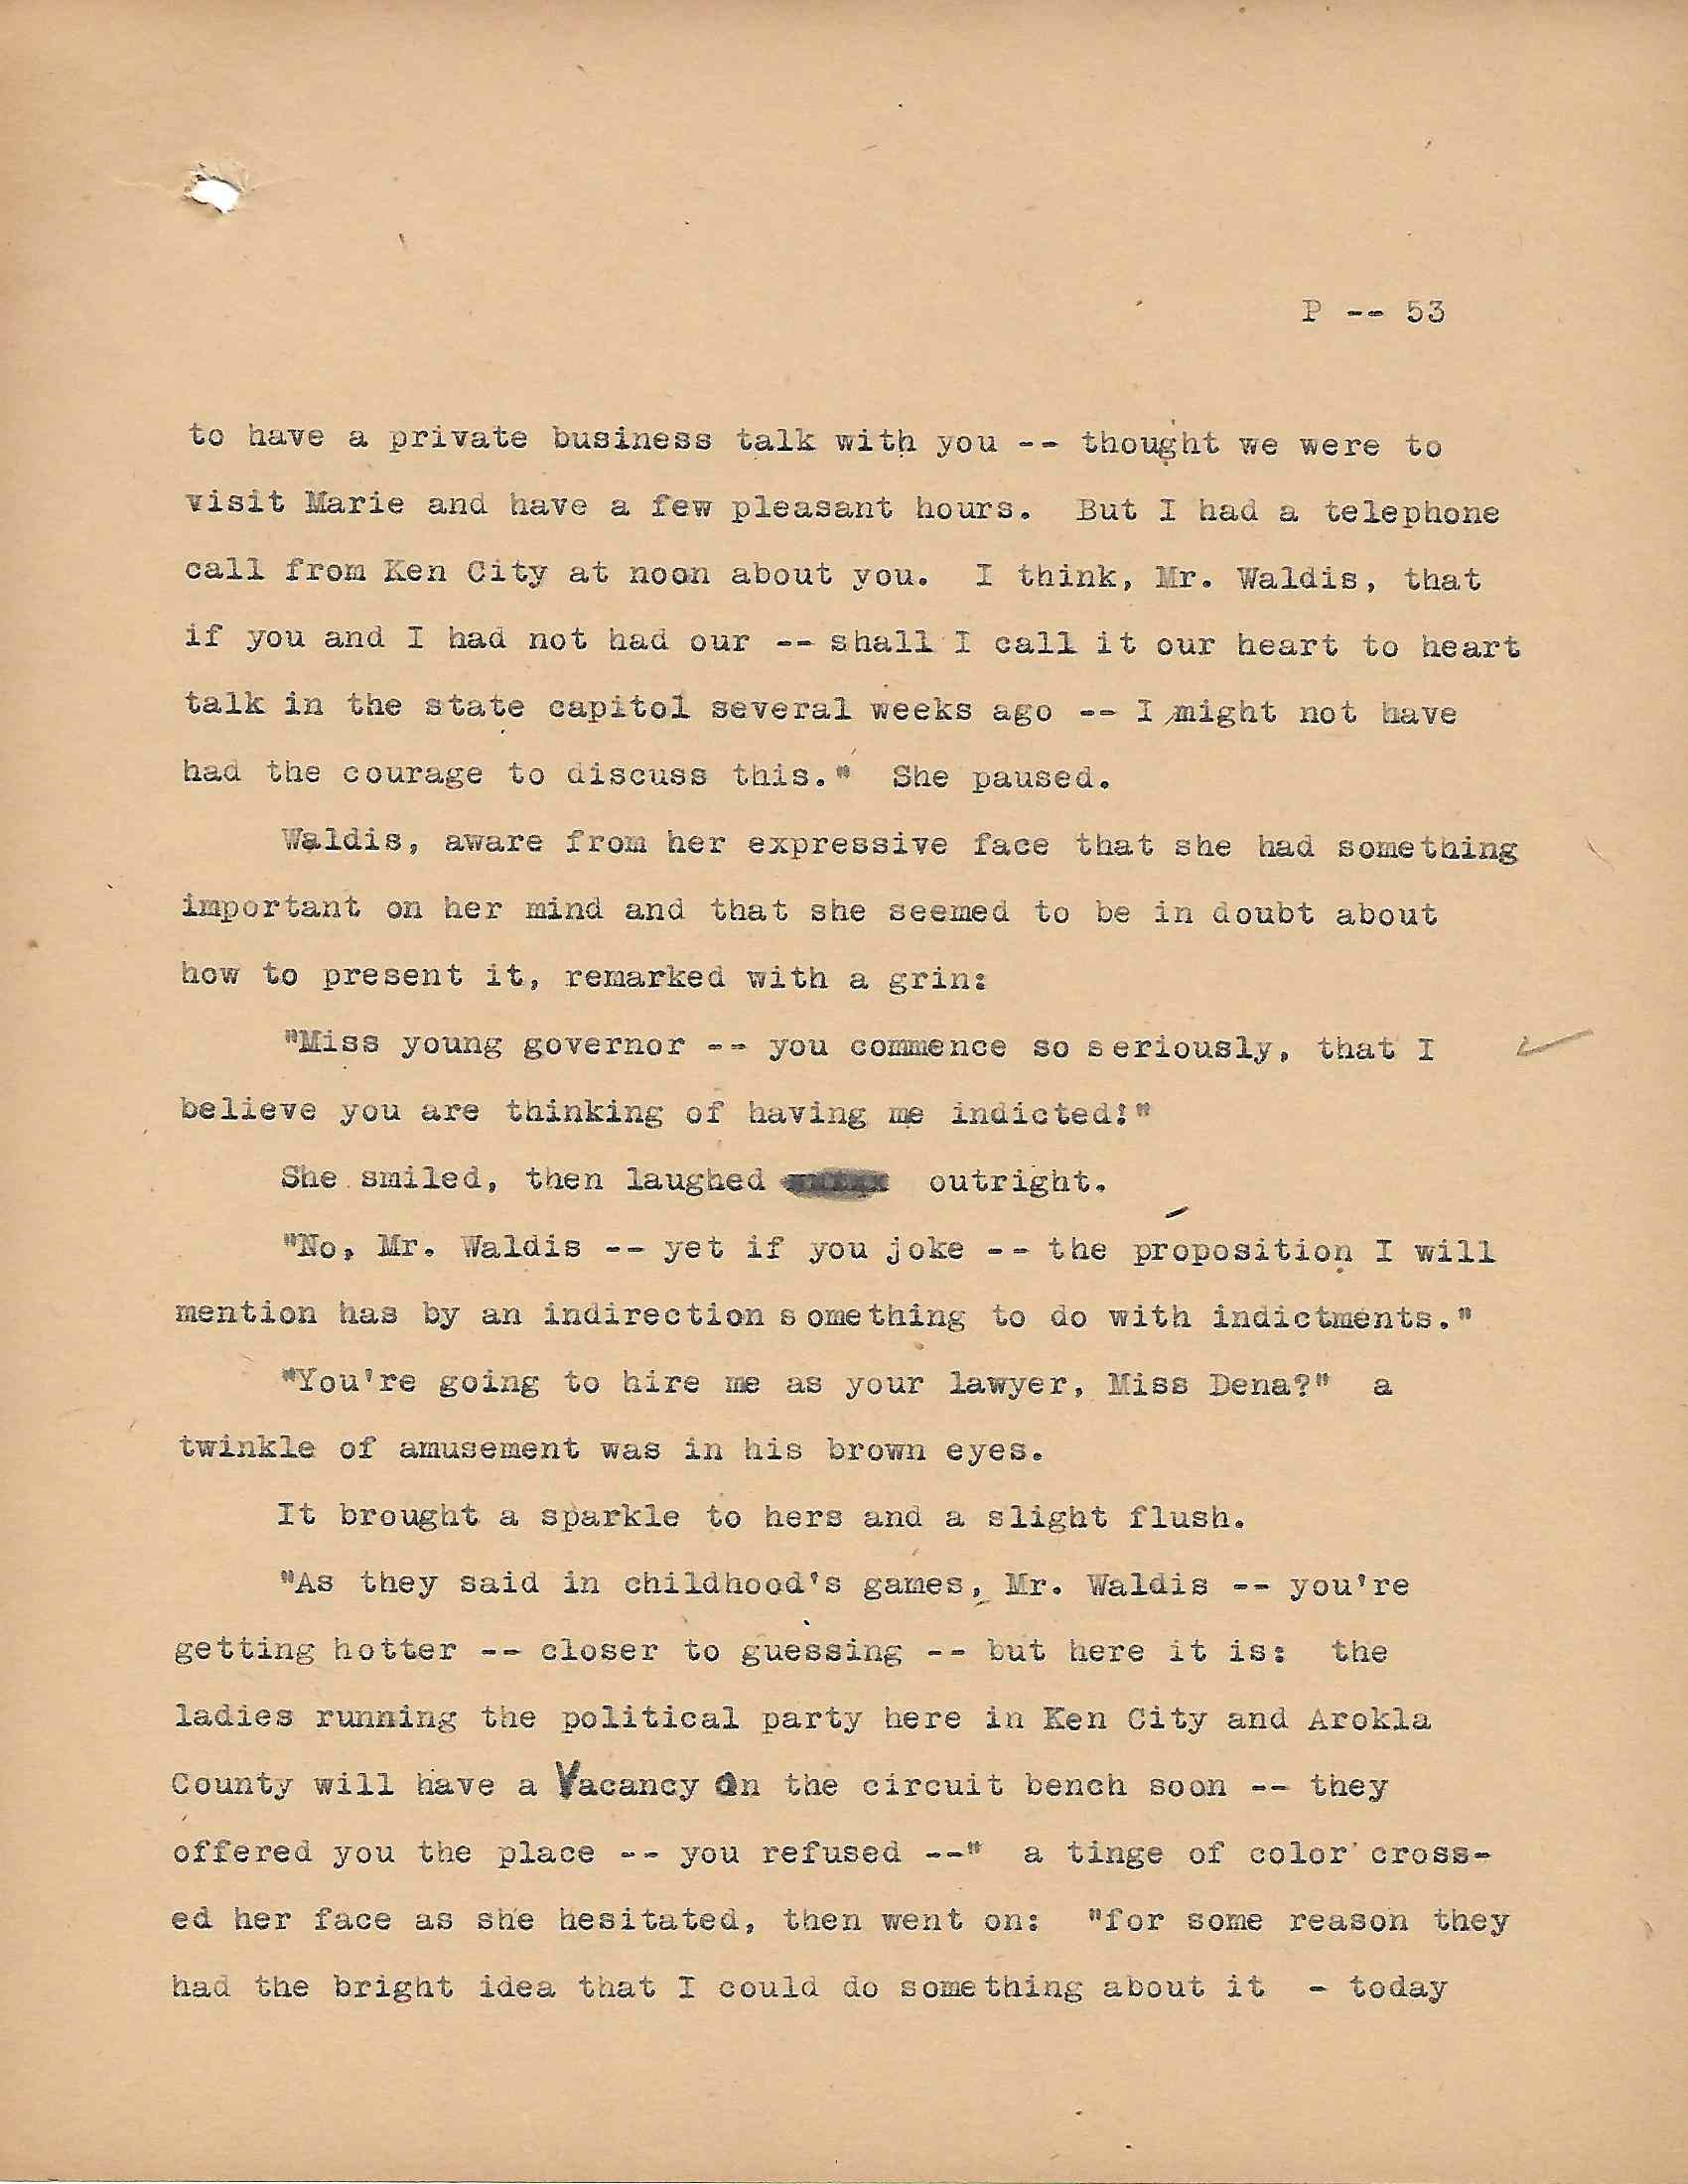 P -- 53
to have a private business talk with you -- thought we were to
visit Marie and have a few pleasant hours.  But I had a telephone
call from Ken City at noon about you.  I think, Mr. Waldis, that
if you and I had not had our -- shall I call it our heart to heart
talk in the state capitol several weeks ago -- I might not have
had the courage to discuss this."  She paused.
Waldis, aware from her expressive face that she had something
important on her mind and that she seemed to be in doubt about
how to present it, remarked with a grin:
"Miss young governor -- you commence so seriously, that I
believe you are thinking of having me indicted!"
She smiled, then laughed outright.
"No, Mr. Waldis -- yet if you joke -- the proposition I will
mention has by an indirection something to do with indictments."
"You're going to hire me as your lawyer, Miss Dena?"  a
twinkle of amusement was in his brown eyes.
It brought a sparkle to hers and a slight flush.
"As they said in childhood's games, Mr. Waldis -- you're
getting hotter -- closer to guessing -- but here it is:  the
ladies running the political party here in Ken City and Arokla
County will have a Vacancy On the circuit bench soon -- they
offered you the place -- you refused --"  a tinge of color cross-
ed her face as she hesitated, then went on:  "for some reason they
had the bright idea that I could do something about it  - today